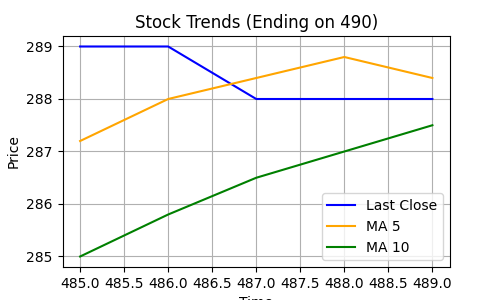 Stock Trends (Ending on 490)
289
288
287
286
285
Price
Last Close
MA 5
MA 10
485.0 485.5 486.0 486.5 487.0 487.5 488.0 488.5 489.0
Time